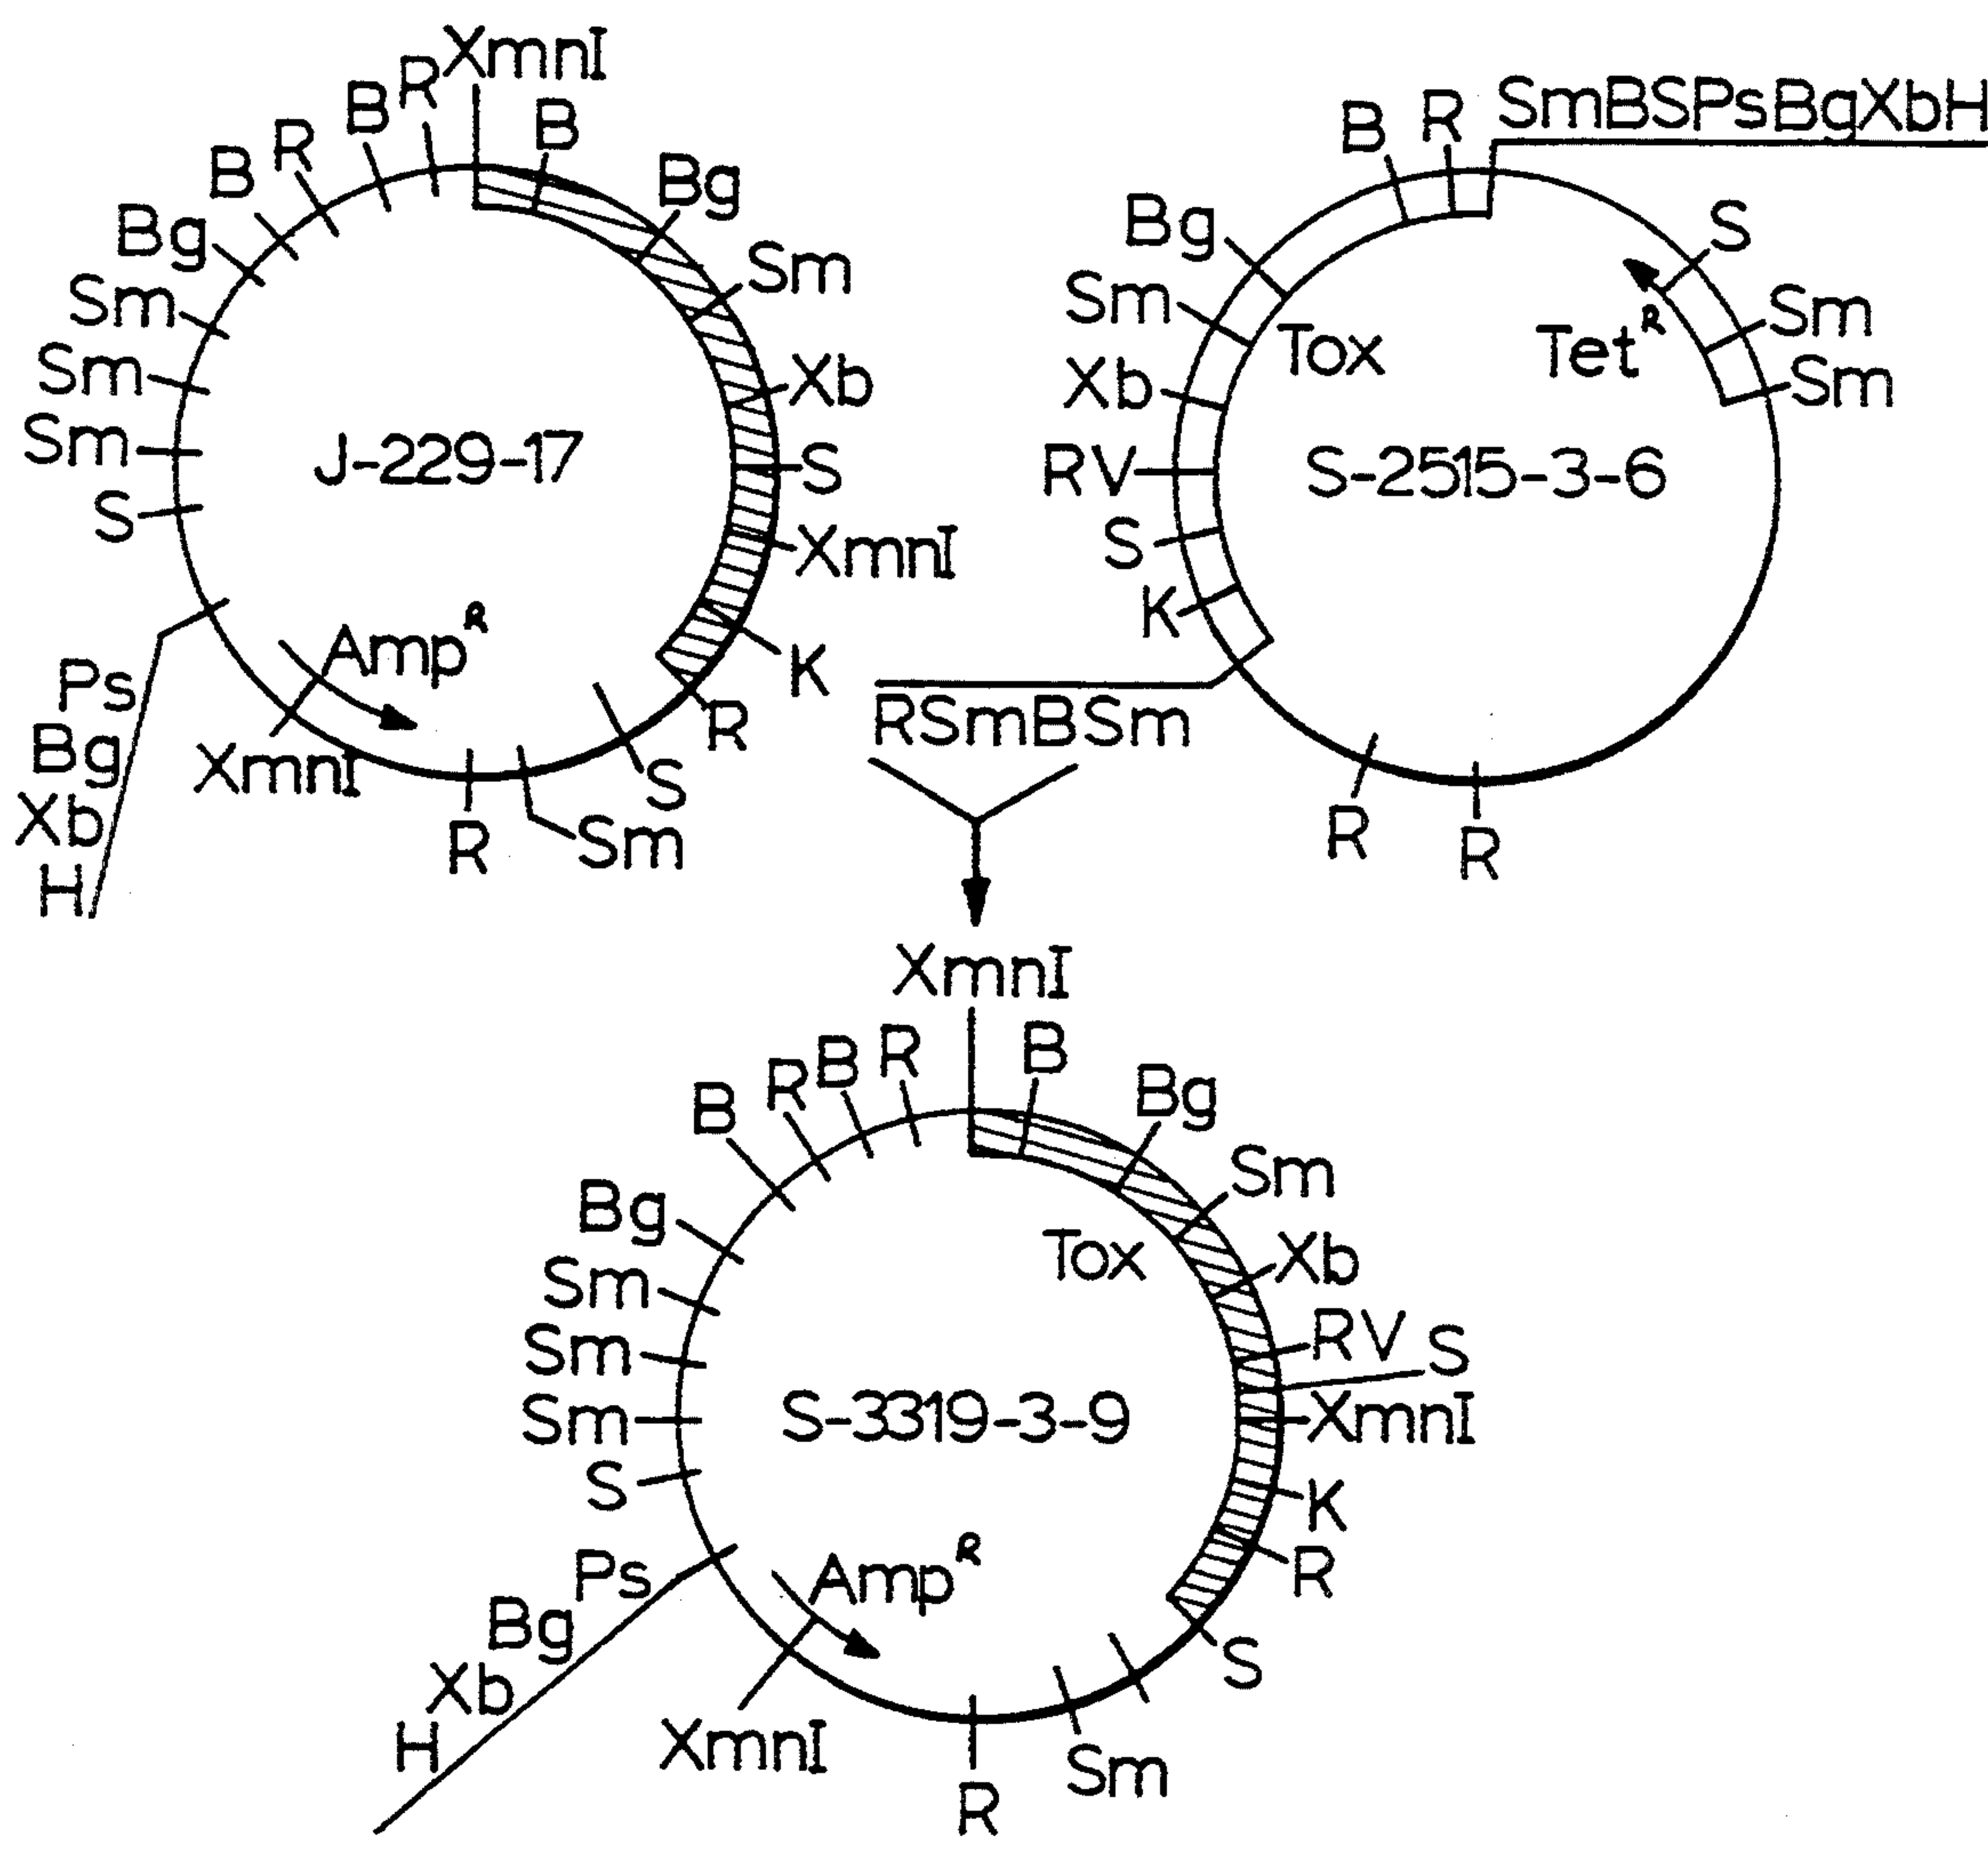 XmnI
R
B
R
B
B
Bg
Bg
Sm
Sm
Sm
Xb
Sm
S
S
XmnI
K
R
S
Sm
R
XmnI
Amp R
Ps
Bg
Xb
H
J-229-17
B
R
SmBSPsBgXbH
Bg
S
Sm
Sm
Sm
Xb
Tox
Tet R
RV
S-2515-3-6
S
K
RSmBSm
R
R
XmnI
B
R
B
R
B
Bg
Bg
Sm
Sm
Xb
Tox
Sm
RV
S
Sm
S-3319-3-9
XmnI
S
K
R
Amp R
Ps
Bg
Xb
H
S
XmnI
Sm
R